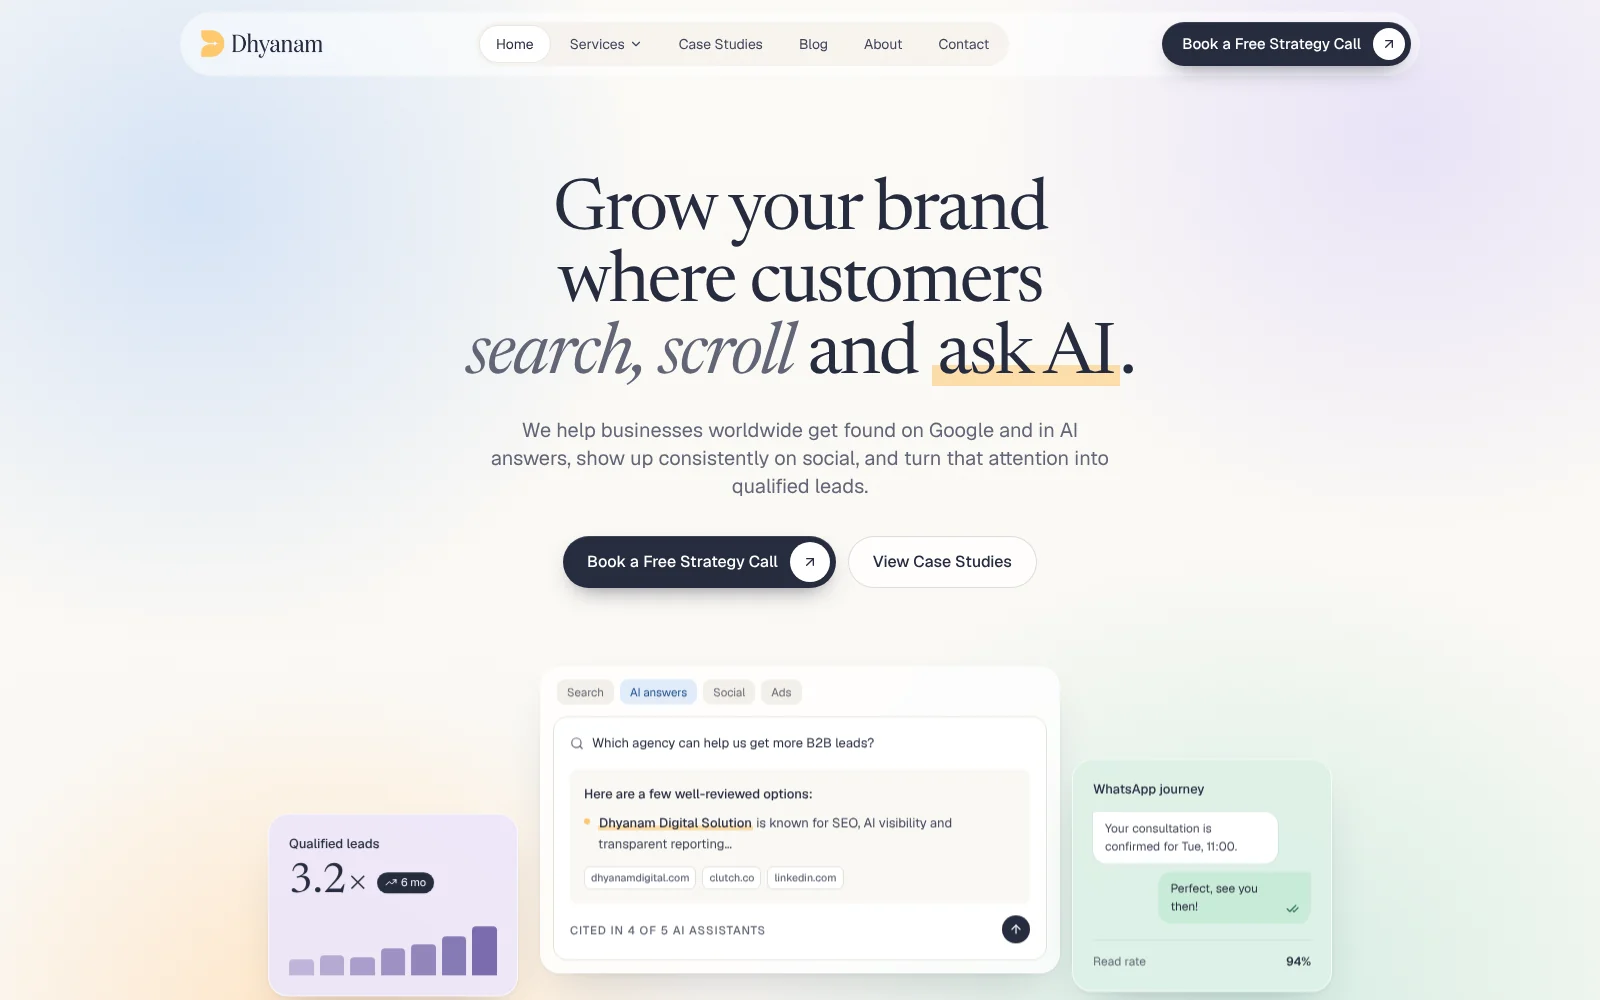 Dhyanam
Home
Services
Case Studies
Blog
About
Contact
Book a Free Strategy Call
Grow your brand
where customers
search, scroll and ask AI.
We help businesses worldwide get found on Google and in AI
answers, show up consistently on social, and turn that attention into
qualified leads.
Book a Free Strategy Call
View Case Studies
Search
AI answers
Social
Ads
Which agency can help us get more B2B leads?
Here are a few well-reviewed options:
Dhyanam Digital Solution is known for SEO, AI visibility and
transparent reporting…
dhyanamdigital.com
clutch.co
linkedin.com
CITED IN 4 OF 5 AI ASSISTANTS
Qualified leads
3.2×
6 mo
WhatsApp journey
Your consultation is
confirmed for Tue, 11:00.
Perfect, see you
then!
Read rate
94%